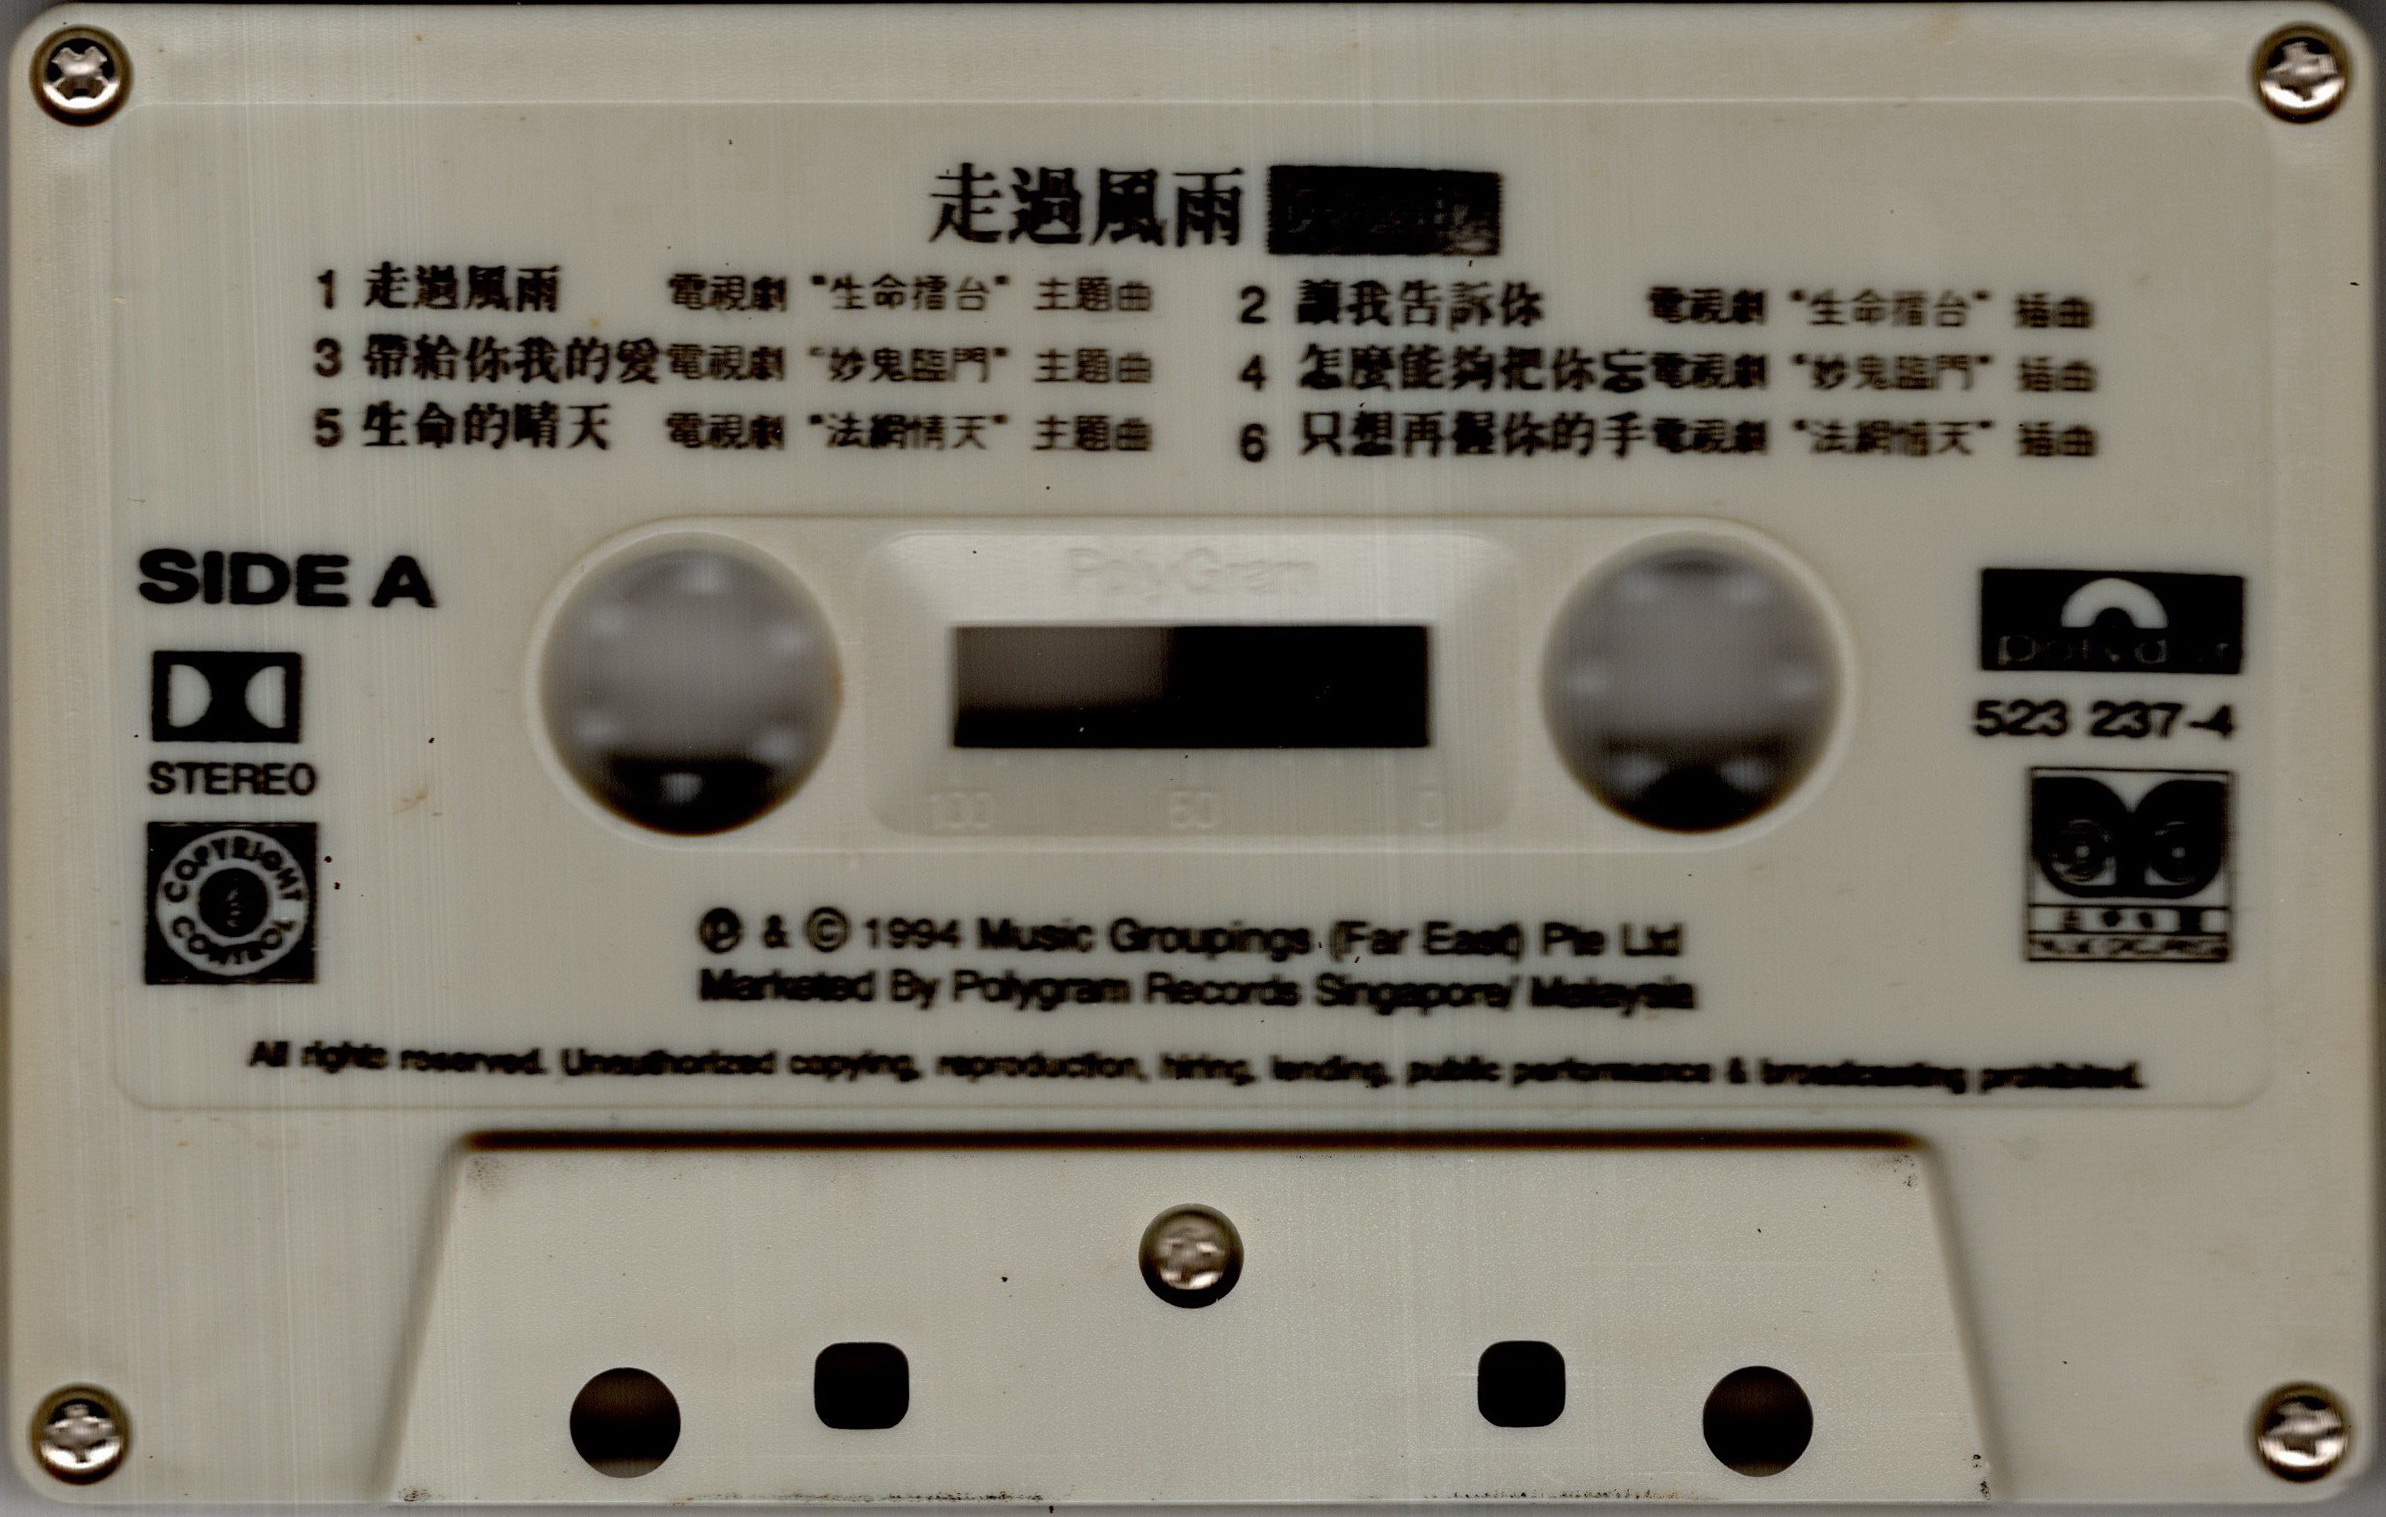 走過風雨
1 走過風雨 電視劇 "生命擂台" 主題曲
2 讓我告訴你 電視劇 "生命擂台" 插曲
3 帶給你我的愛 電視劇 "妙鬼臨門" 主題曲
4 怎麼能夠把你忘 電視劇 "妙鬼臨門" 插曲
5 生命的晴天 電視劇 "法網情天" 主題曲
6 只想再握你的手 電視劇 "法網情天" 插曲
SIDE A
PolyGram
polydor
STEREO
523 237-4
100 50 0
COPYRIGHT CONTROL
℗ & © 1994 Music Groupings (Far East) Pte Ltd
Marketed By Polygram Records Singapore/ Malaysia
All rights reserved. Unauthorized copying, reproduction, hiring, lending, public performance & broadcasting prohibited.